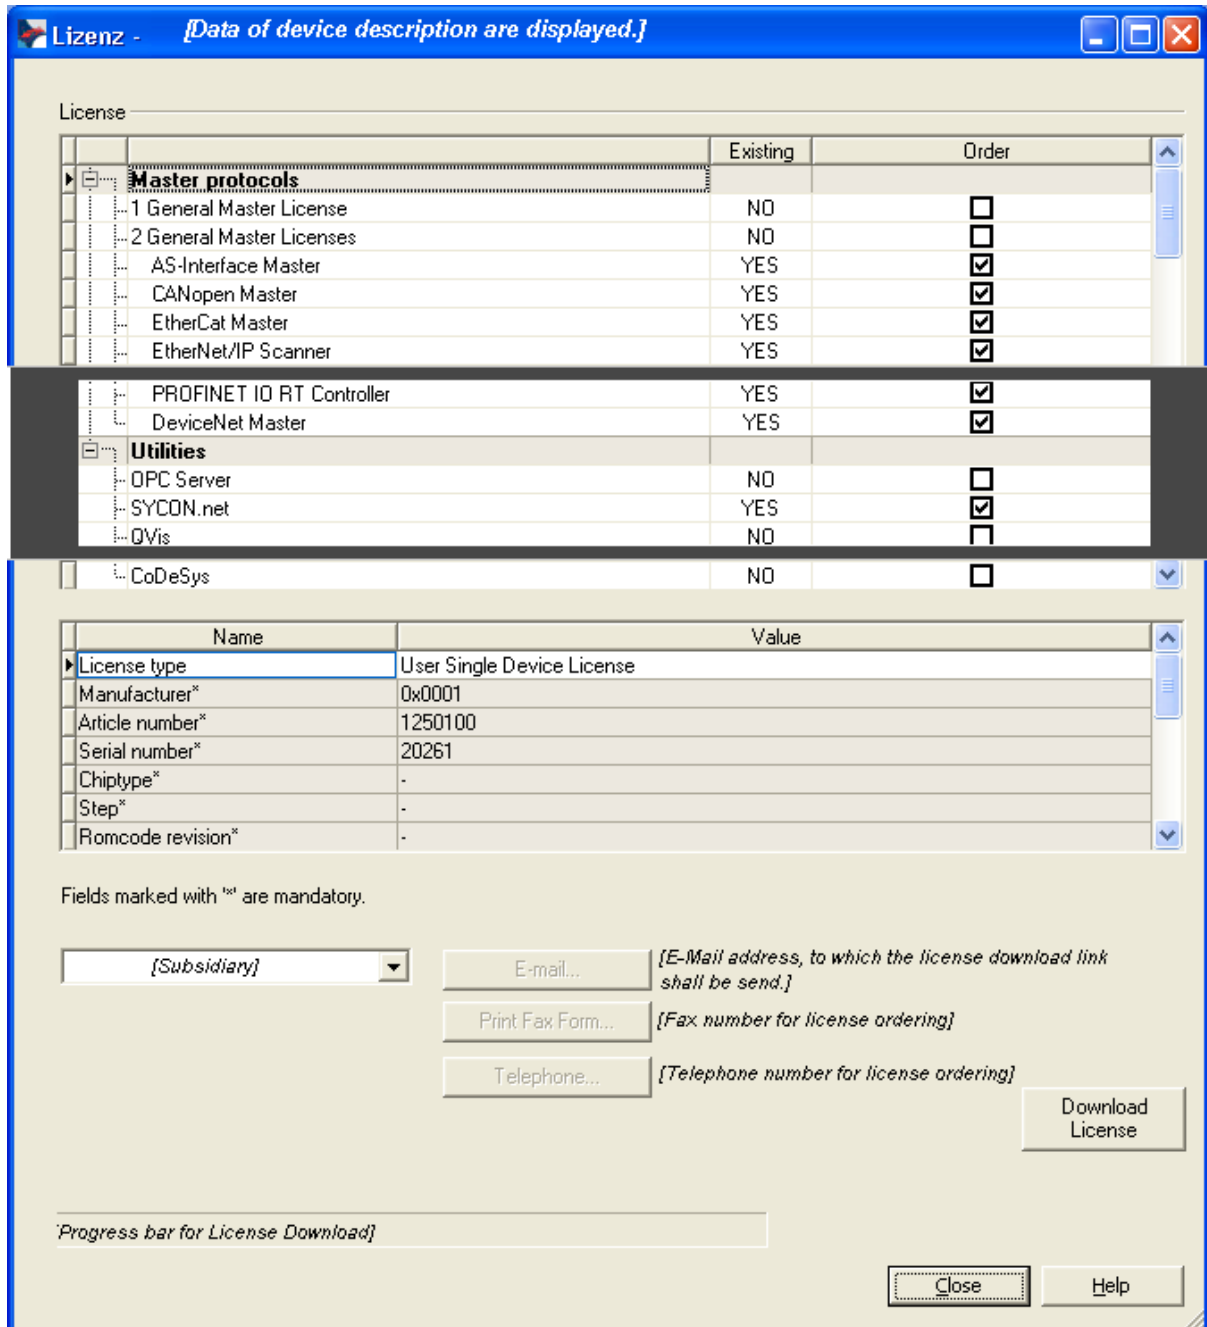 Lizenz - [Data of device description are displayed.]
License
Existing Order
Master protocols
1 General Master License NO
2 General Master Licenses NO
AS-Interface Master YES
CANopen Master YES
EtherCat Master YES
EtherNet/IP Scanner YES
PROFINET IO RT Controller YES
DeviceNet Master YES
Utilities
OPC Server NO
SYCON.net YES
QVis NO
CoDeSys NO
Name Value
License type User Single Device License
Manufacturer* 0x0001
Article number* 1250100
Serial number* 20261
Chiptype* -
Step* -
Romcode revision* -
Fields marked with '*' are mandatory.
[Subsidiary]
E-mail... [E-Mail address, to which the license download link
shall be send.]
Print Fax Form... [Fax number for license ordering]
Telephone... [Telephone number for license ordering]
Download
License
[Progress bar for License Download]
Close Help